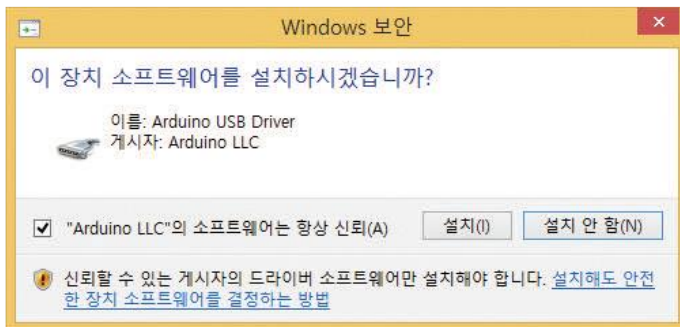 Windows 보안
이 장치 소프트웨어를 설치하시겠습니까?
이름: Arduino USB Driver
게시자: Arduino LLC
"Arduino LLC"의 소프트웨어는 항상 신뢰(A)
설치(I)
설치 안 함(N)
신뢰할 수 있는 게시자의 드라이버 소프트웨어만 설치해야 합니다. 설치해도 안전
한 장치 소프트웨어를 결정하는 방법